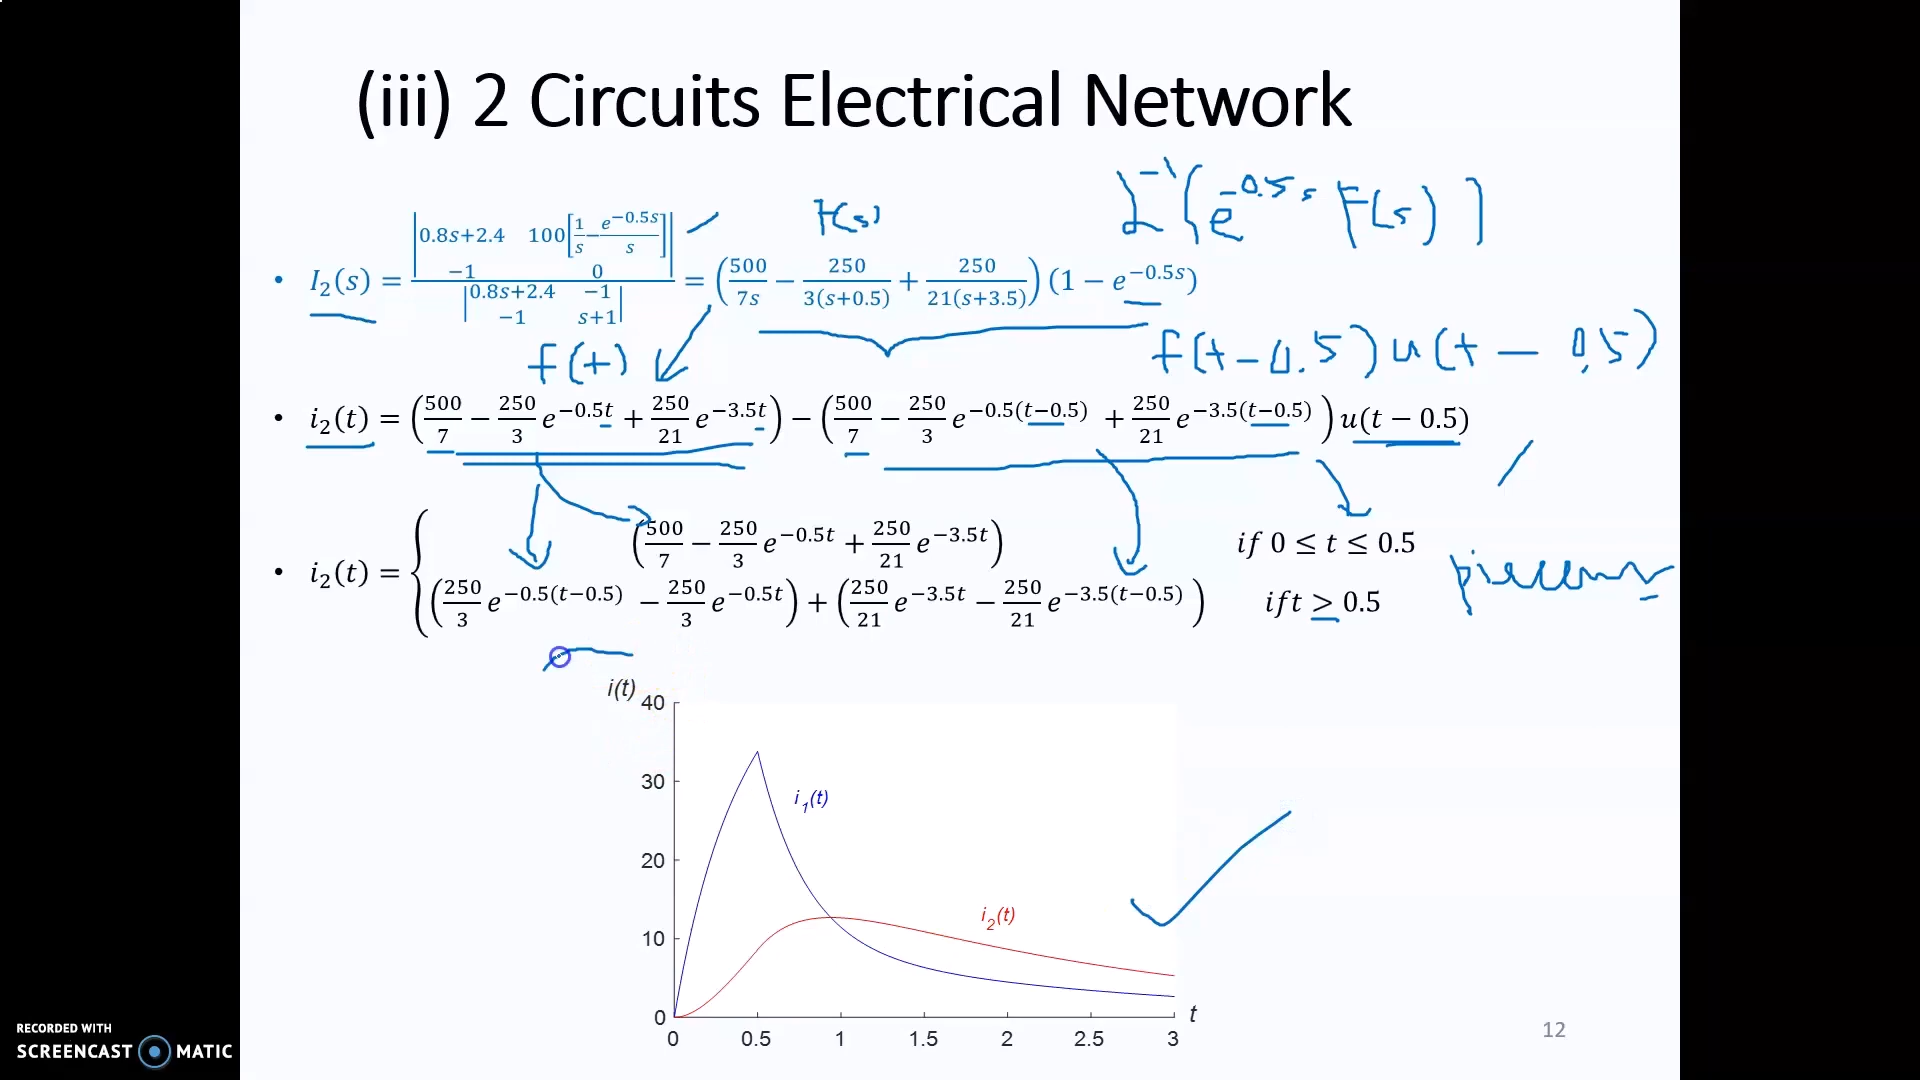 (iii) 2 Circuits Electrical Network
F(s)
L⁻¹( e^−0.5s F(s) )
• I₂(s) = |0.8s+2.4 100[1/s − e^−0.5s/s] −1 0| / |0.8s+2.4 −1 −1 s+1| = (500/7s − 250/3(s+0.5) + 250/21(s+3.5)) (1 − e^−0.5s)
f(t)
f(t−0.5)u(t − 0.5)
• i₂(t) = (500/7 − 250/3 e^−0.5t + 250/21 e^−3.5t) − (500/7 − 250/3 e^−0.5(t−0.5) + 250/21 e^−3.5(t−0.5)) u(t − 0.5)
• i₂(t) = { (500/7 − 250/3 e^−0.5t + 250/21 e^−3.5t) if 0 ≤ t ≤ 0.5
(250/3 e^−0.5(t−0.5) − 250/3 e^−0.5t) + (250/21 e^−3.5t − 250/21 e^−3.5(t−0.5)) ift ≥ 0.5
i(t)
40
30
20
10
0
i₁(t)
i₂(t)
0 0.5 1 1.5 2 2.5 3
t
12
RECORDED WITH
SCREENCAST MATIC